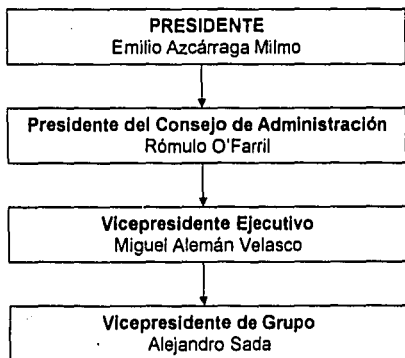 PRESIDENTE
Emilio Azcárraga Milmo
Presidente del Consejo de Administración
Rómulo O'Farril
Vicepresidente Ejecutivo
Miguel Alemán Velasco
Vicepresidente de Grupo
Alejandro Sada